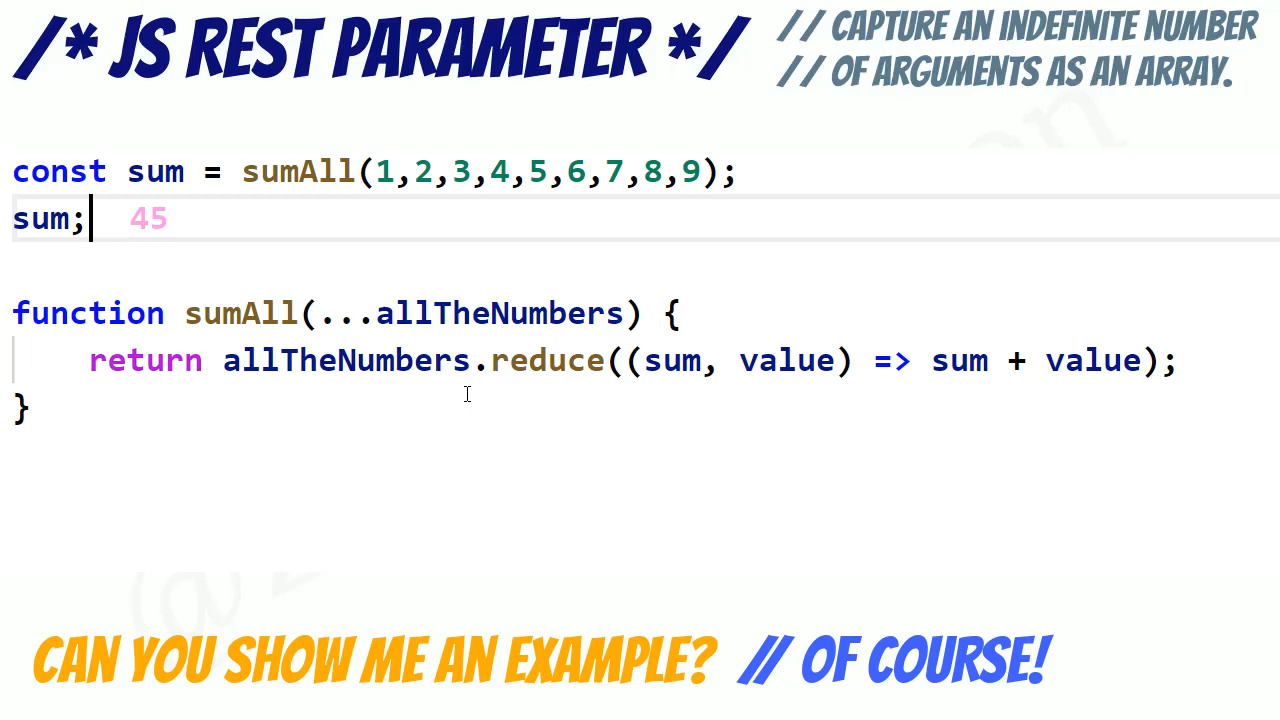 /* JS REST PARAMETER */
// CAPTURE AN INDEFINITE NUMBER
// OF ARGUMENTS AS AN ARRAY.
const sum = sumAll(1,2,3,4,5,6,7,8,9);
sum; 45
function sumAll(...allTheNumbers) {
return allTheNumbers.reduce((sum, value) => sum + value);
}
CAN YOU SHOW ME AN EXAMPLE? // OF COURSE!